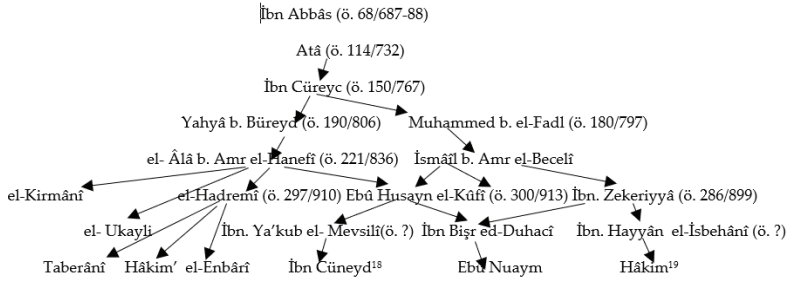 İbn Abbâs (ö. 68/687-88)
Atâ (ö. 114/732)
İbn Cüreyc (ö. 150/767)
Yahyâ b. Büreyd (ö. 190/806) Muhammed b. el-Fadl (ö. 180/797)
el- Âlâ b. Amr el-Hanefî (ö. 221/836) İsmâîl b. Amr el-Becelî
el-Kirmânî el-Hadremî (ö. 297/910) Ebû Husayn el-Kûfî (ö. 300/913) İbn. Zekeriyyâ (ö. 286/899)
el- Ukayli İbn. Ya’kub el- Mevsilî(ö. ?) İbn Bişr ed-Duhacî İbn. Hayyân el-İsbehânî (ö. ?)
Taberânî Hâkim’ el-Enbârî İbn Cüneyd¹⁸ Ebû Nuaym Hâkim¹⁹